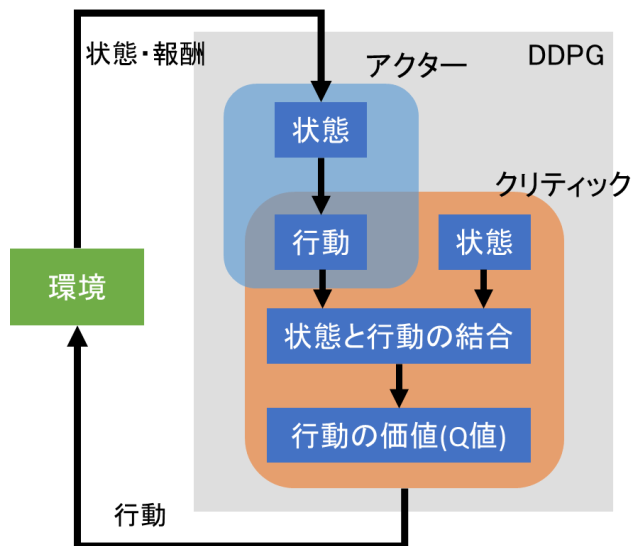 状態・報酬
アクター
DDPG
状態
クリティック
行動
状態
環境
状態と行動の結合
行動の価値(Q値)
行動